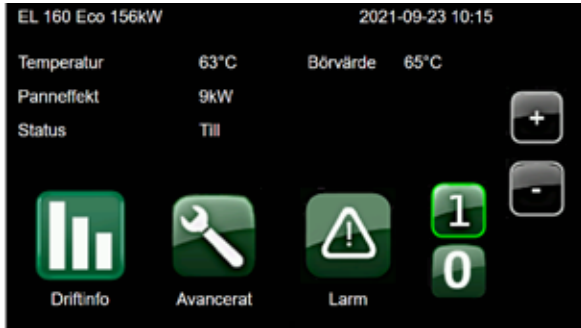 EL 160 Eco 156kW 2021-09-23 10:15
Temperatur 63°C Börvärde 65°C
Panneffekt 9kW
Status Till
+
-
1
0
Driftinfo Avancerat Larm